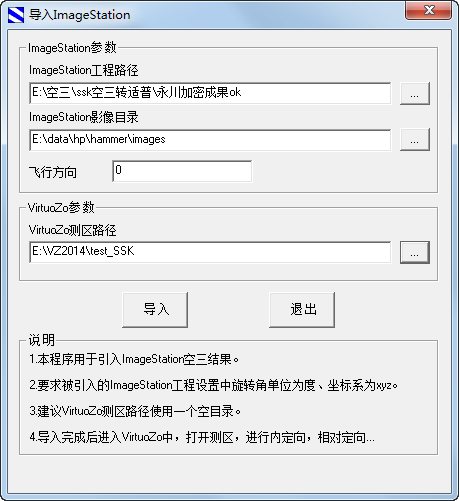 导入ImageStation
ImageStation参数
ImageStation工程路径
E:\空三\ssk空三转适普\永川加密成果ok
...
ImageStation影像目录
E:\data\hp\hammer\images
...
飞行方向
0
VirtuoZo参数
VirtuoZo测区路径
E:\VZ2014\test_SSK
...
导入
退出
说明
1.本程序用于引入ImageStation空三结果。
2.要求被引入的ImageStation工程设置中旋转角单位为度、坐标系为xyz。
3.建议VirtuoZo测区路径使用一个空目录。
4.导入完成后进入VirtuoZo中，打开测区，进行内定向，相对定向...